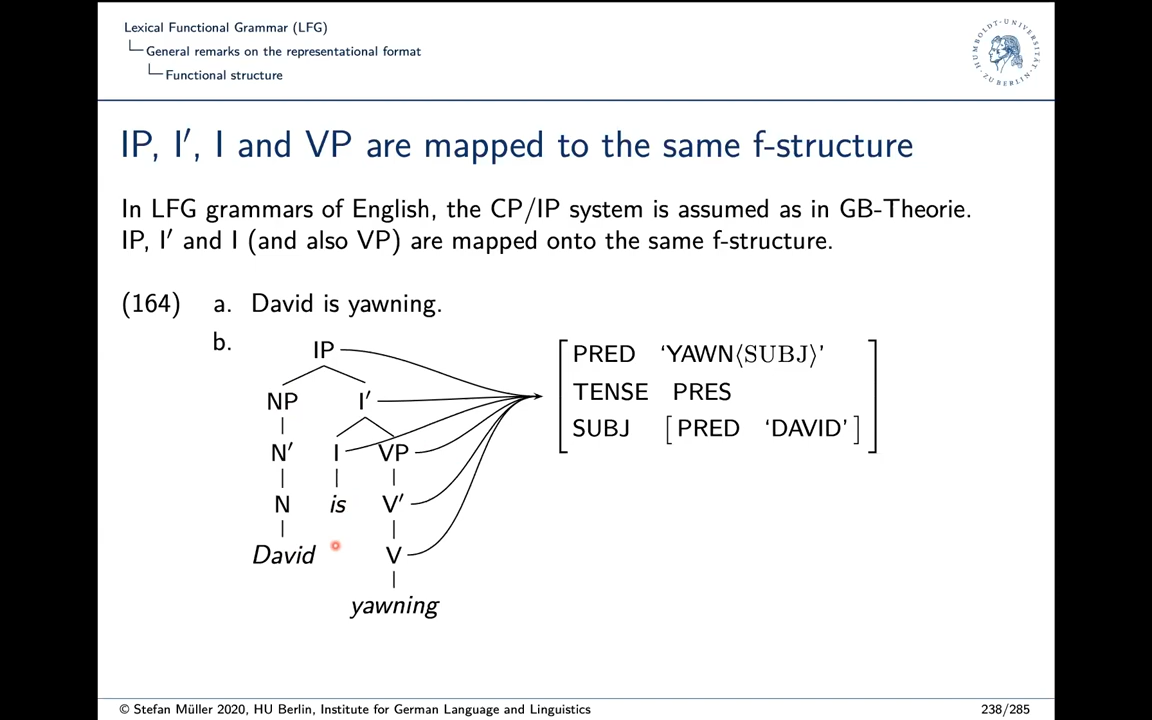 Lexical Functional Grammar (LFG)
General remarks on the representational format
Functional structure
HUMBOLDT-UNIVERSITÄT ZU BERLIN
IP, I′, I and VP are mapped to the same f-structure
In LFG grammars of English, the CP/IP system is assumed as in GB-Theorie.
IP, I′ and I (and also VP) are mapped onto the same f-structure.
(164) a. David is yawning.
b.
IP
NP I′
N′ I VP
N is V′
David V
yawning
PRED ‘YAWN⟨SUBJ⟩’
TENSE PRES
SUBJ [PRED ‘DAVID’]
© Stefan Müller 2020, HU Berlin, Institute for German Language and Linguistics 238/285